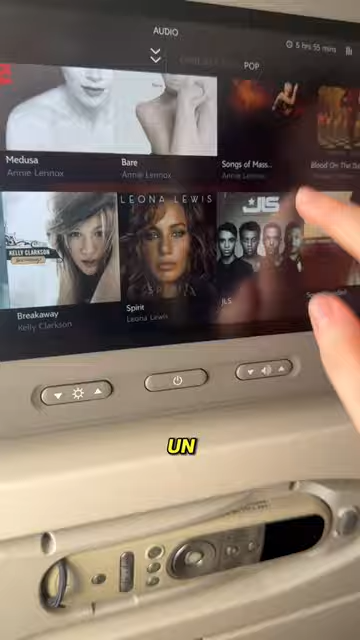 AUDIO
5 hrs 55 mins
POP
Medusa
Annie Lennox
Bare
Annie Lennox
Songs of Mass..
Annie Lennox
Blood On The
KELLY CLARKSON
LEONA LEWIS
SPIRIT
JLS
Breakaway
Kelly Clarkson
Spirit
Leona Lewis
JLS
UN